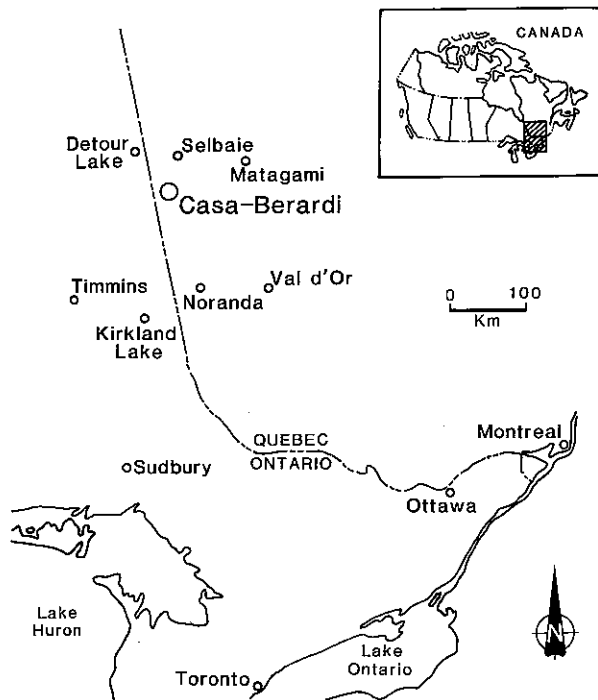 CANADA
Detour
Lake
Selbaie
Matagami
Casa-Berardi
Timmins
Noranda
Val d'Or
Kirkland
Lake
0 100
Km
QUEBEC
ONTARIO
Montreal
Sudbury
Ottawa
Lake
Huron
Lake
Ontario
Toronto
N